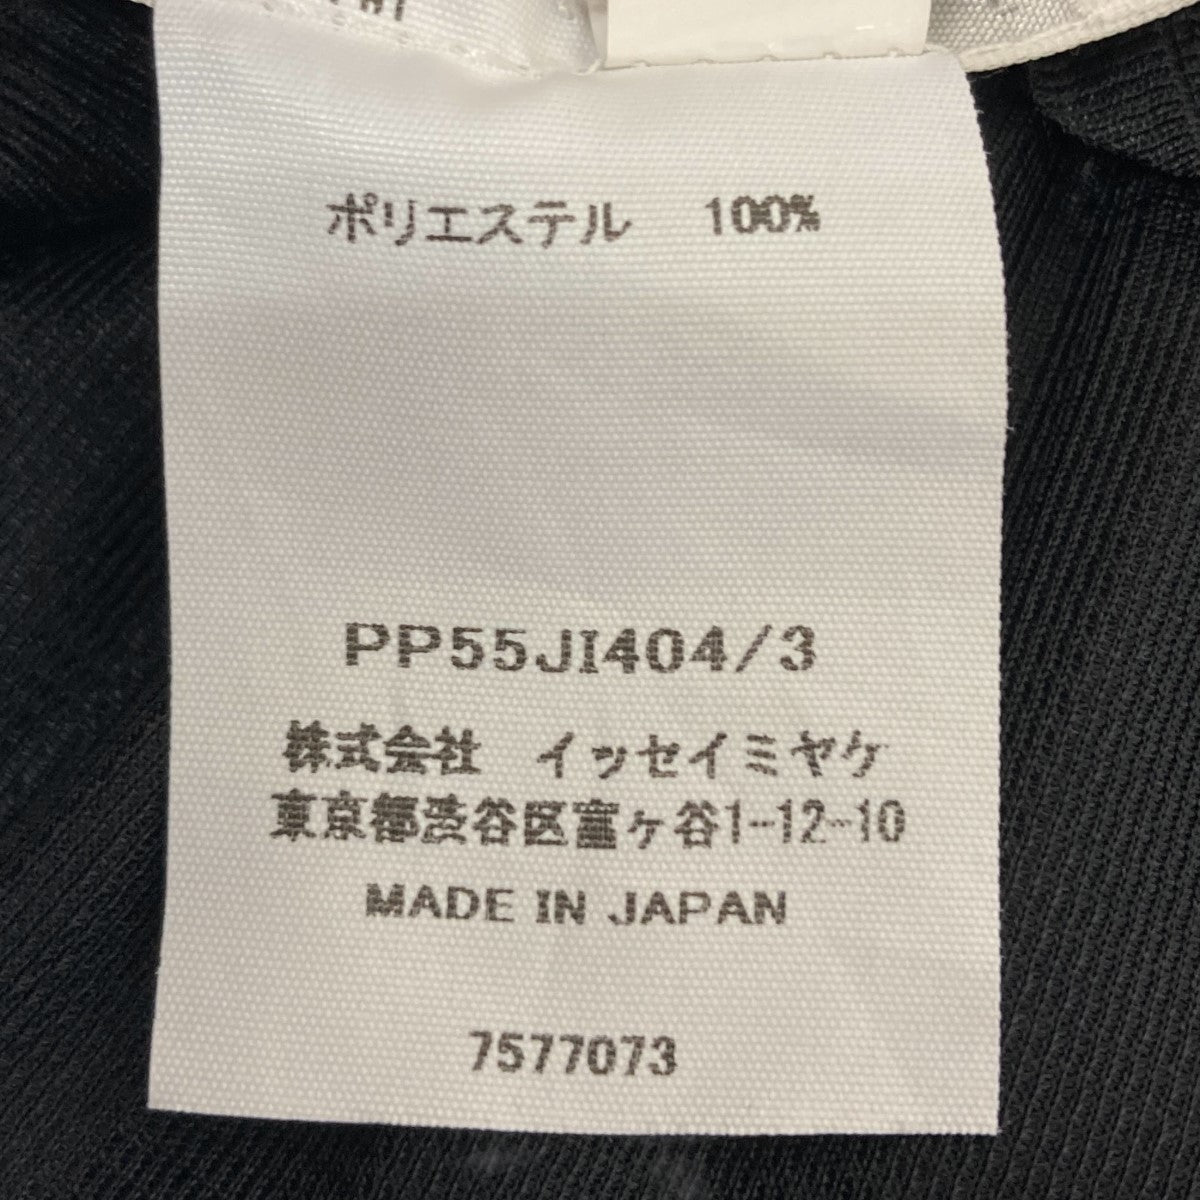 ポリエステル 100%
PP55JI404/3
株式会社 イッセイミヤケ
東京都渋谷区富ヶ谷1-12-10
MADE IN JAPAN
7577073